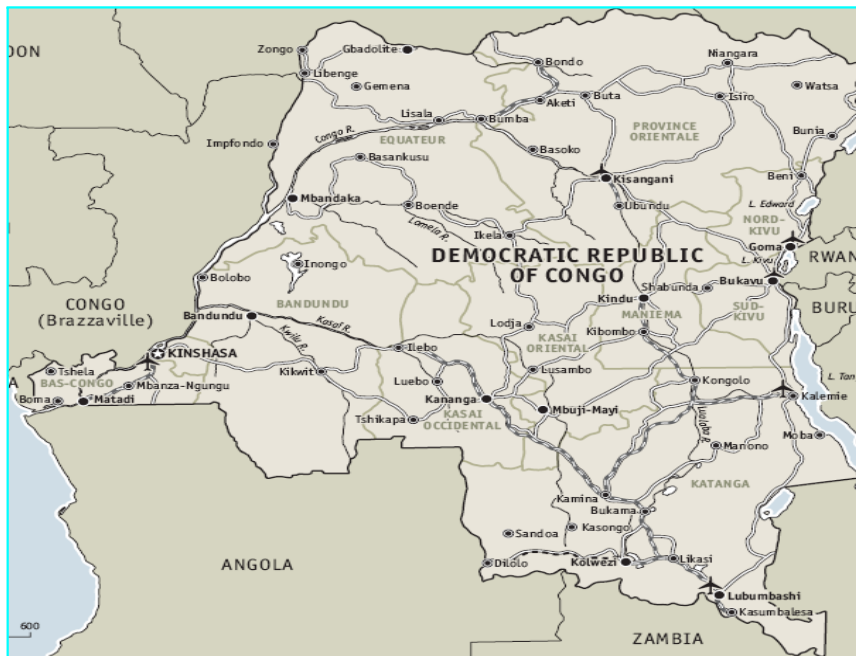 OON
Zongo
Gbadolite
Bondo
Niangara
Libenge
Gemena
Watsa
Buta
Isiro
Aketi
Lisala
Bumba
PROVINCE
ORIENTALE
Bunia
Congo R.
EQUATEUR
Impfondo
Basoko
Basankusu
Beni
Kisangani
Mbandaka
Boende
Ubundu
L. Edward
NORD-
KIVU
Lomela R.
Ikela
Goma
DEMOCRATIC REPUBLIC
OF CONGO
RWAN
L. Kivu
Inongo
Bolobo
Shabunda
Bukavu
CONGO
(Brazzaville)
BANDUNDU
Kindu
MANIEMA
SUD-
KIVU
BURU
Bandundu
Kasaï R.
Kwilu R.
Lodja
KASAI
ORIENTAL
Kibombo
Ilebo
KINSHASA
Tshela
BAS-CONGO
Mbanza-Ngungu
Kikwit
Luebo
Lusambo
Kongolo
L. Tan
A
Boma
Matadi
Kananga
Mbuji-Mayi
Kalemie
Tshikapa
KASAI
OCCIDENTAL
Lualaba R.
Manono
Moba
KATANGA
Kamina
Bukama
Kasongo
Sandoa
ANGOLA
Dilolo
Kolwezi
Likasi
Lubumbashi
Kasumbalesa
600
ZAMBIA